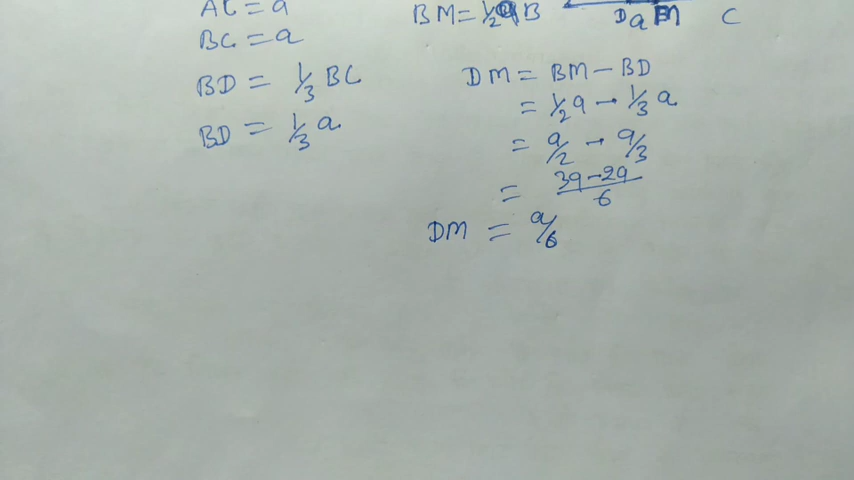 AC = a
BC = a
BD = 1/3 BC
BD = 1/3 a
BM = 1/2 a B
D a M C
DM = BM - BD
= 1/2 a - 1/3 a
= a/2 - a/3
= 3a-2a/6
DM = a/6